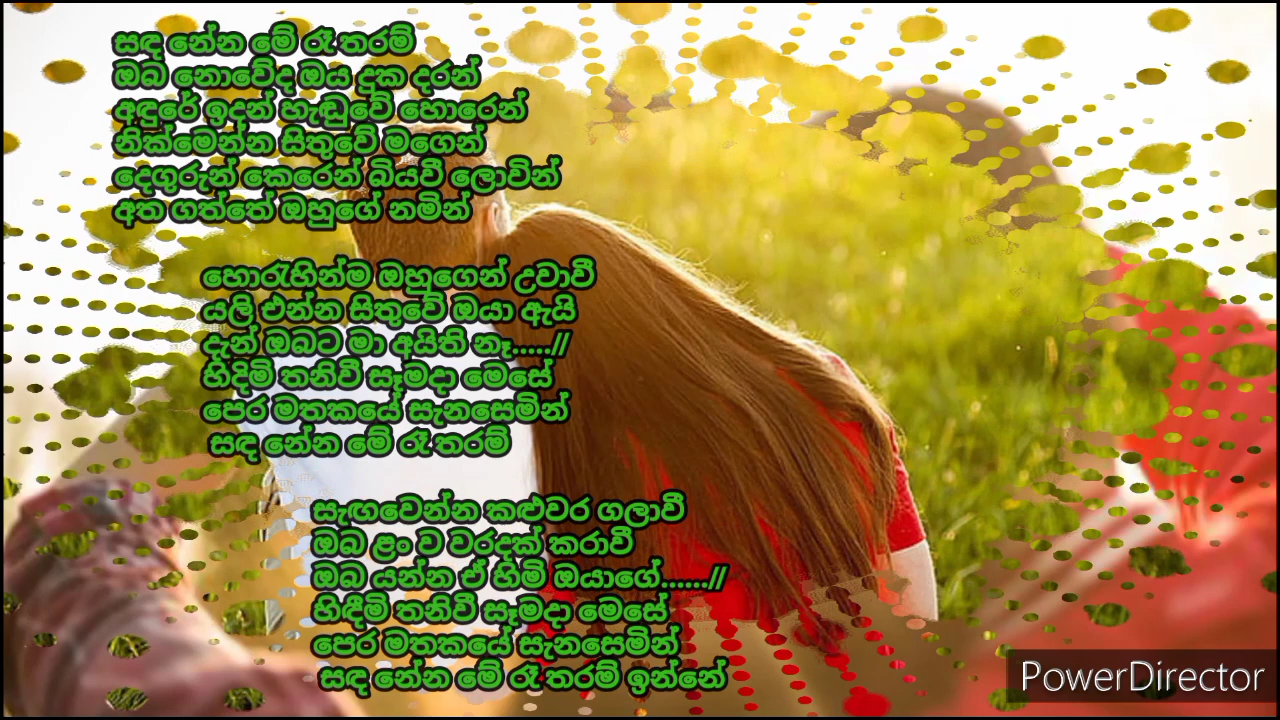 සඳ නේන මේ රෑ තරම්
ඔබ නොවේද ඔය දුක දරන්
අඳුරේ ඉදන් හැඬුවේ හොරෙන්
නික්මෙන්න සිතුවේ මගෙන්
දෙගුරුන් කෙරෙන් බියවී ලොවින්
අත ගත්තේ ඔහුගේ නමින්
හොරැහින්ම ඔහුගෙන් උවාවී
යලි එන්න සිතුවේ ඔයා ඇයි
දැන් ඔබට මා අයිති නෑ.....//
හිදිමි තනිවී සෑමදා මෙසේ
පෙර මතකයේ සැනසෙමින්
සඳ නේන මේ රෑ තරම්
සැඟවෙන්න කළුවර ගලාවී
ඔබ ළං ව වරදක් කරාවී
ඔබ යන්න ඒ හිමි ඔයාගේ......//
හිඳීමි තනිවී සෑමදා මෙසේ
පෙර මතකයේ සැනසෙමින්
සඳ නේන මේ රෑ තරම් ඉන්නේ
PowerDirector